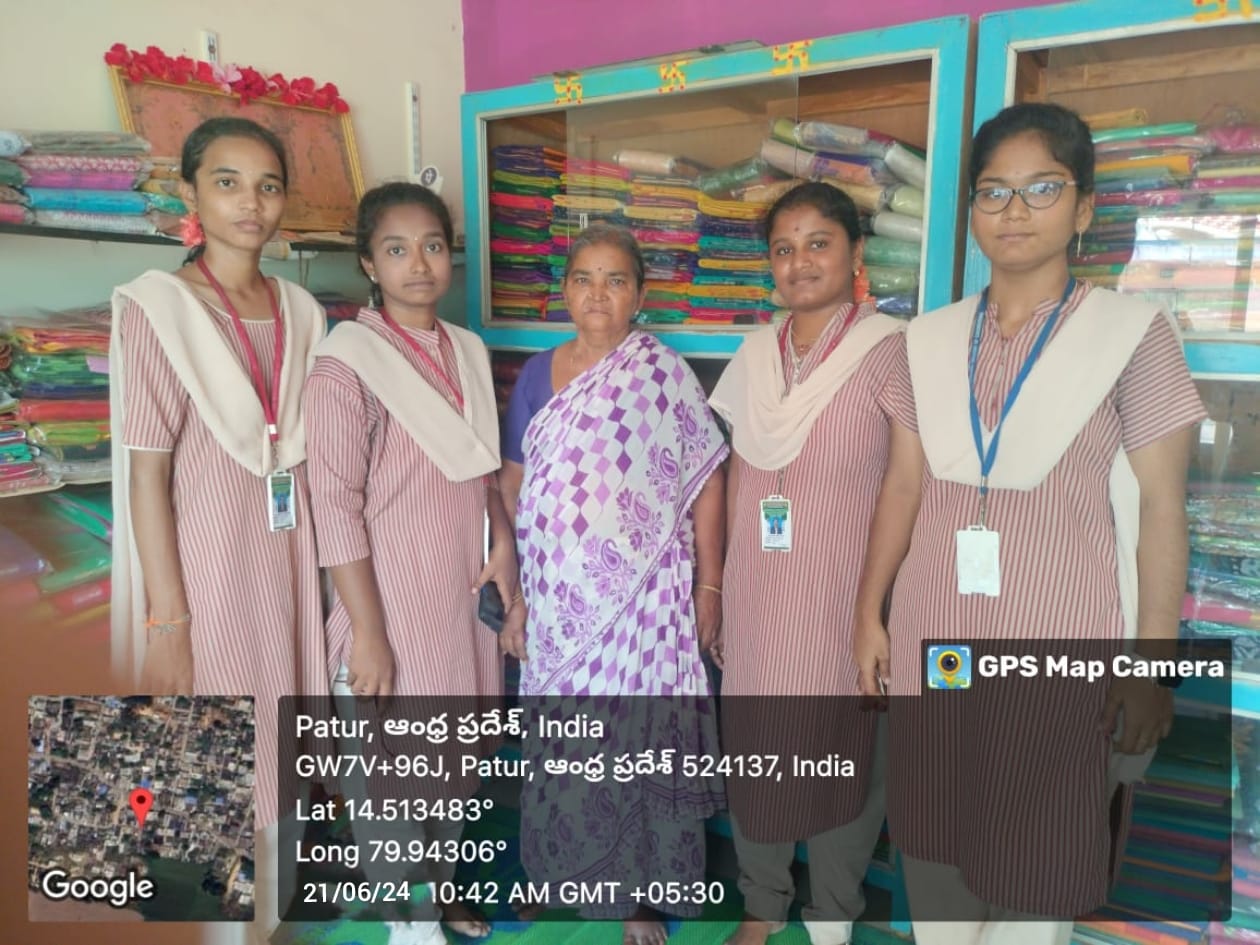 GPS Map Camera
Patur, ఆంధ్ర ప్రదేశ్, India
GW7V+96J, Patur, ఆంధ్ర ప్రదేశ్ 524137, India
Lat 14.513483°
Long 79.94306°
21/06/24 10:42 AM GMT +05:30
Google